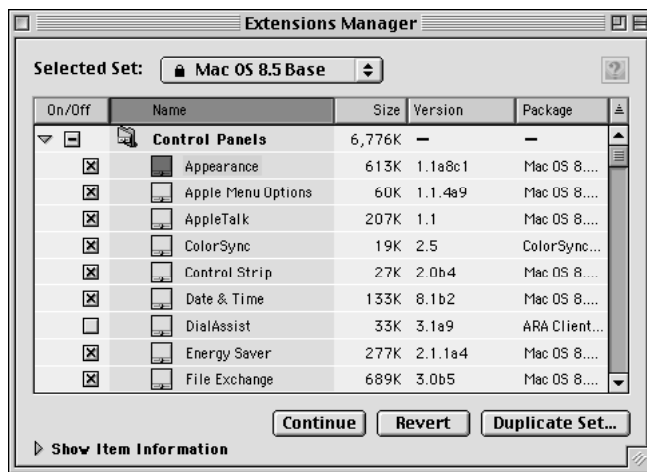 Extensions Manager
Selected Set: Mac OS 8.5 Base
?
On/Off Name Size Version Package
Control Panels 6,776K — —
Appearance 613K 1.1a8c1 Mac OS 8....
Apple Menu Options 60K 1.1.4a9 Mac OS 8....
AppleTalk 207K 1.1 Mac OS 8....
ColorSync 19K 2.5 ColorSync...
Control Strip 27K 2.0b4 Mac OS 8....
Date & Time 133K 8.1b2 Mac OS 8....
DialAssist 33K 3.1a9 ARA Client...
Energy Saver 277K 2.1.1a4 Mac OS 8....
File Exchange 689K 3.0b5 Mac OS 8....
Continue Revert Duplicate Set...
Show Item Information